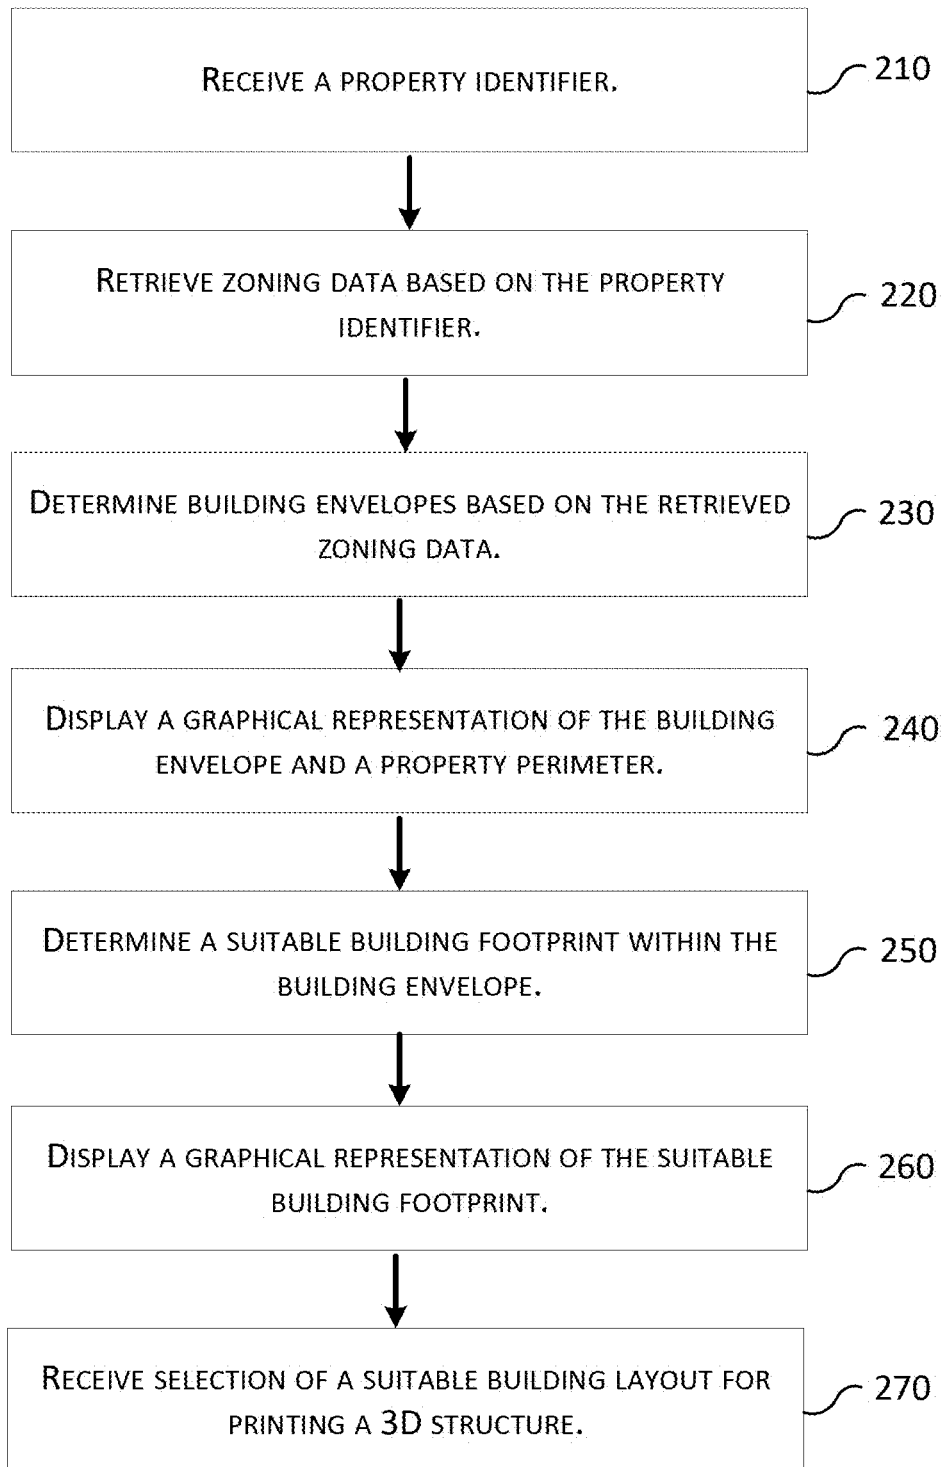 RECEIVE A PROPERTY IDENTIFIER.
210
RETRIEVE ZONING DATA BASED ON THE PROPERTY
IDENTIFIER.
220
DETERMINE BUILDING ENVELOPES BASED ON THE RETRIEVED
ZONING DATA.
230
DISPLAY A GRAPHICAL REPRESENTATION OF THE BUILDING
ENVELOPE AND A PROPERTY PERIMETER.
240
DETERMINE A SUITABLE BUILDING FOOTPRINT WITHIN THE
BUILDING ENVELOPE.
250
DISPLAY A GRAPHICAL REPRESENTATION OF THE SUITABLE
BUILDING FOOTPRINT.
260
RECEIVE SELECTION OF A SUITABLE BUILDING LAYOUT FOR
PRINTING A 3D STRUCTURE.
270